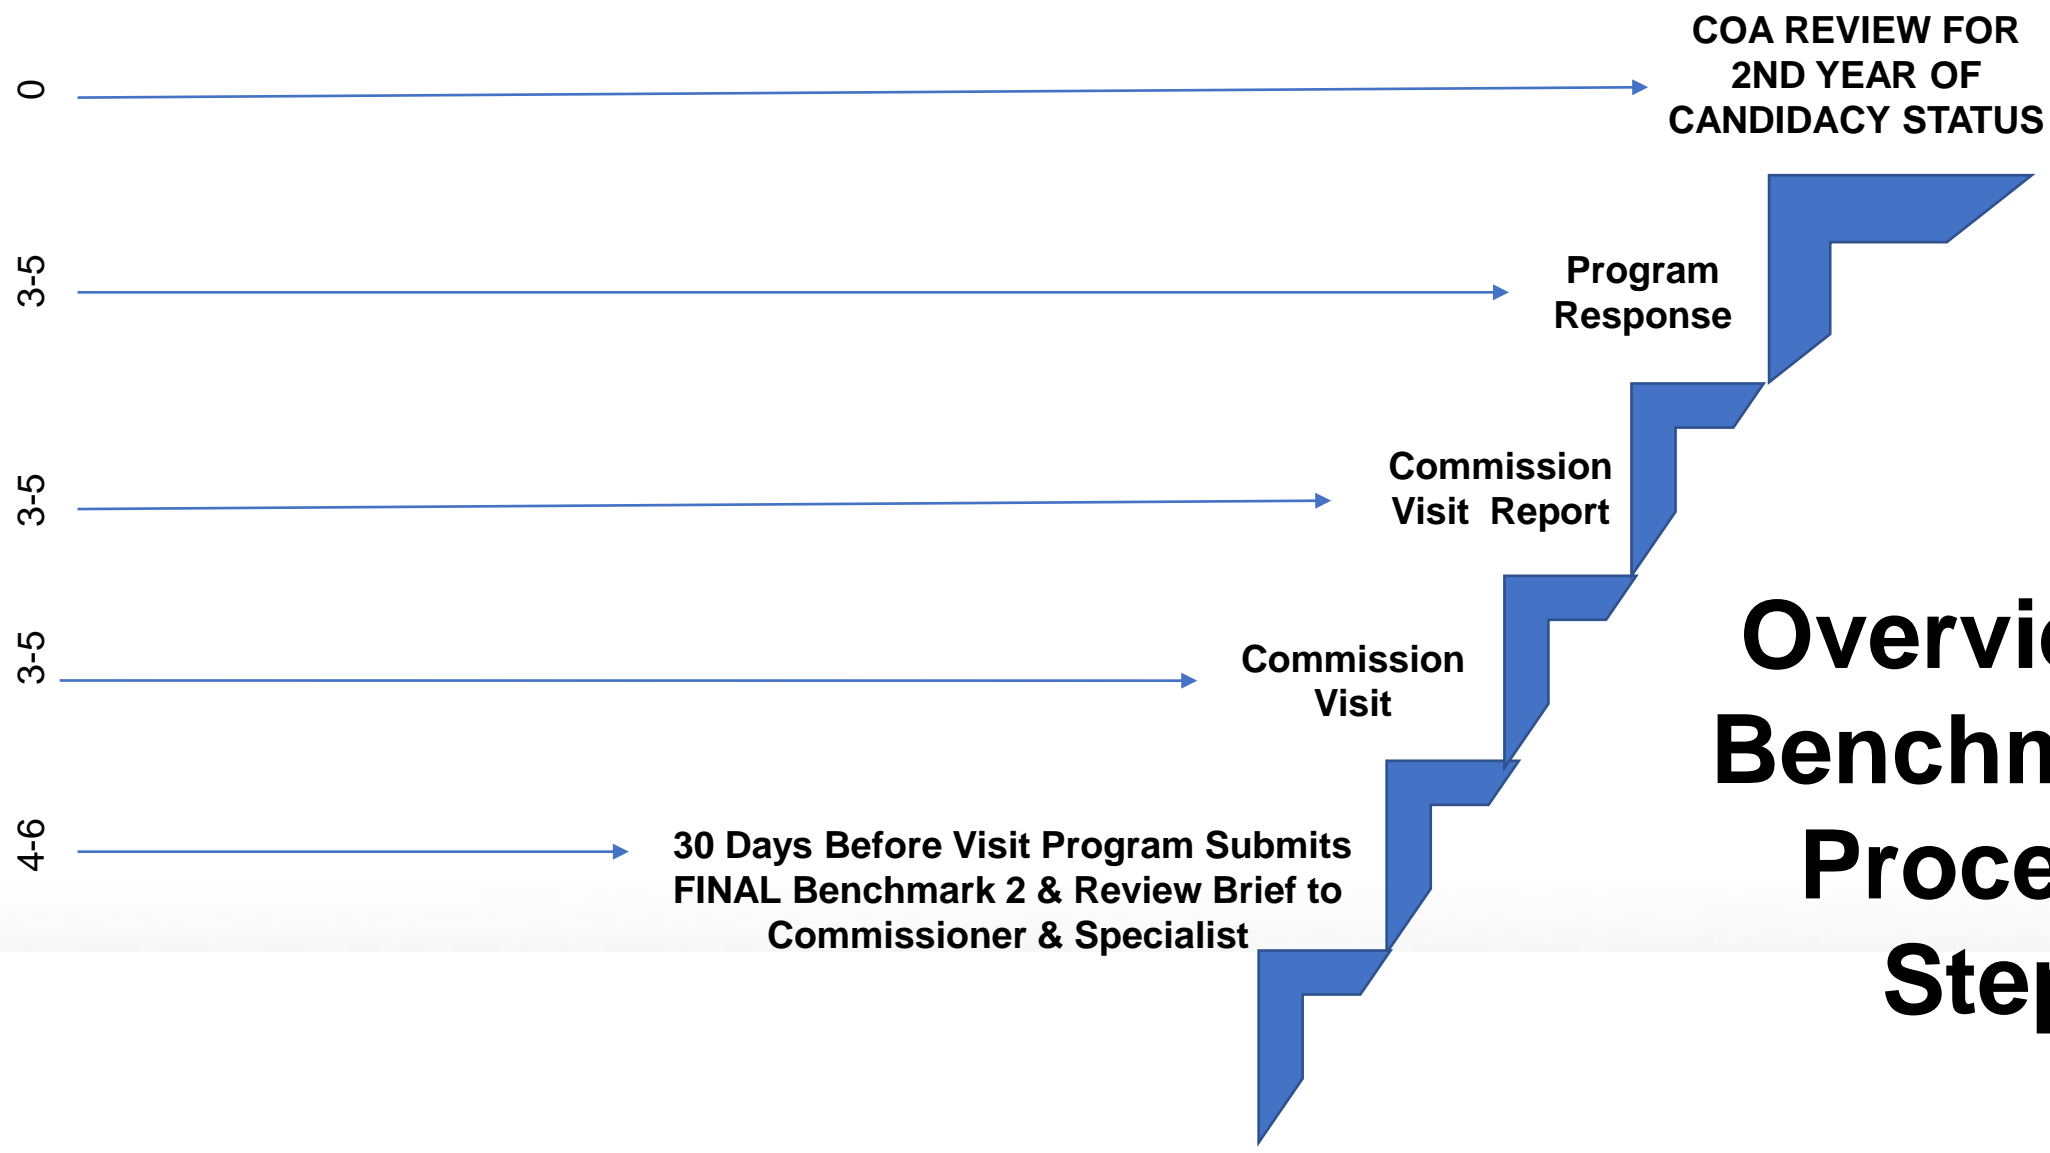 0
COA REVIEW FOR
2ND YEAR OF
CANDIDACY STATUS
3-5
Program
Response
3-5
Commission
Visit Report
3-5
Commission
Visit
4-6
30 Days Before Visit Program Submits
FINAL Benchmark 2 & Review Brief to
Commissioner & Specialist